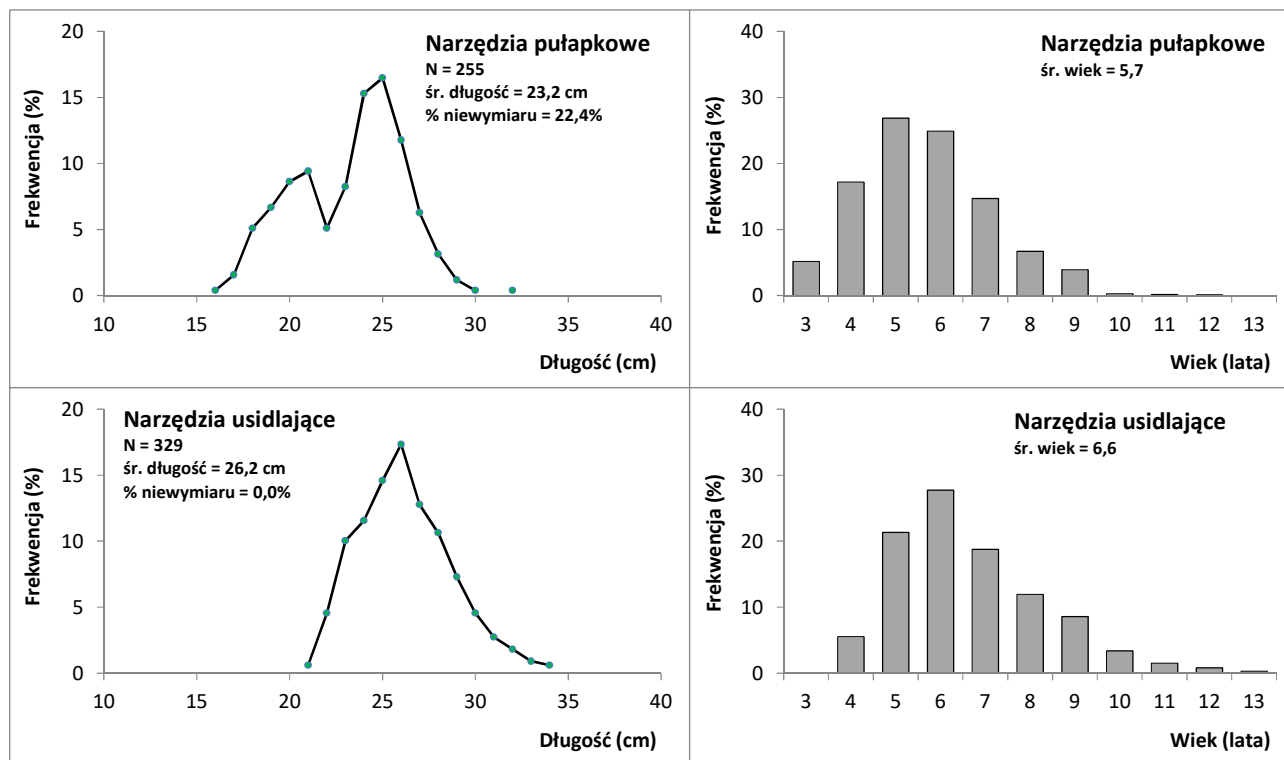 Narzędzia pułapkowe
N = 255
śr. długość = 23,2 cm
% niewymiaru = 22,4%
Frekwencja (%)
20
15
10
5
0
10 15 20 25 30 35 40
Długość (cm)
Narzędzia pułapkowe
śr. wiek = 5,7
Frekwencja (%)
40
30
20
10
0
3 4 5 6 7 8 9 10 11 12 13
Wiek (lata)
Narzędzia usidlające
N = 329
śr. długość = 26,2 cm
% niewymiaru = 0,0%
Frekwencja (%)
20
15
10
5
0
10 15 20 25 30 35 40
Długość (cm)
Narzędzia usidlające
śr. wiek = 6,6
Frekwencja (%)
40
30
20
10
0
3 4 5 6 7 8 9 10 11 12 13
Wiek (lata)